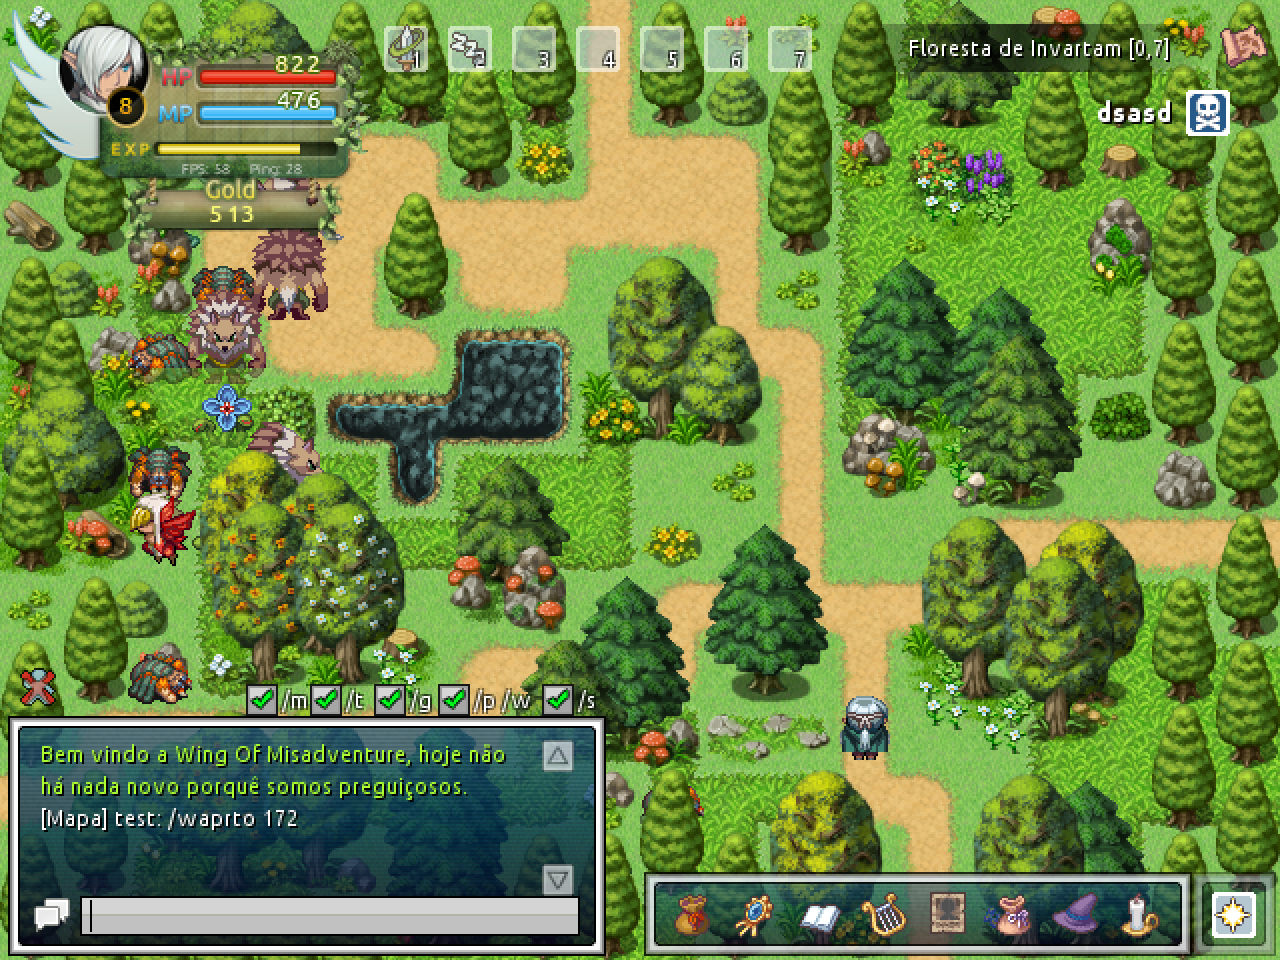 HP 822
8
MP 476
EXP
FPS: 58 Ping: 28
Gold
513
1 2 3 4 5 6 7
Floresta de Invartam [0,7]
dsasd
/m /t /g /p /w /s
Bem vindo a Wing Of Misadventure, hoje não
há nada novo porquê somos preguiçosos.
[Mapa] test: /waprto 172